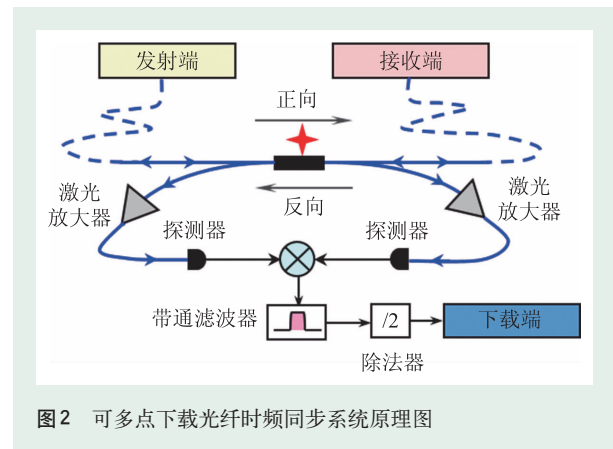 发射端
接收端
正向
反向
激光
放大器
激光
放大器
探测器
探测器
带通滤波器
/2
下载端
除法器
图2 可多点下载光纤时频同步系统原理图